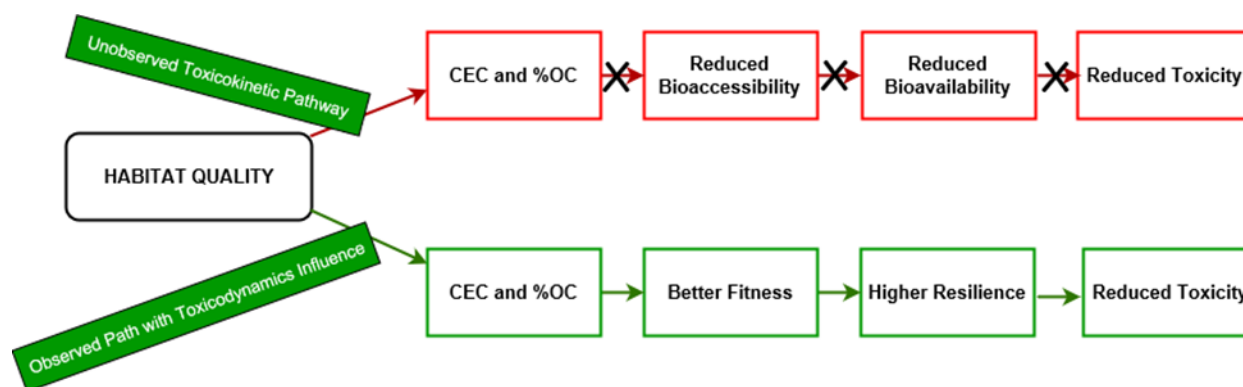 Unobserved Toxicokinetic Pathway
CEC and %OC
Reduced
Bioaccessibility
Reduced
Bioavailability
Reduced Toxicity
HABITAT QUALITY
Observed Path with Toxicodynamics Influence
CEC and %OC
Better Fitness
Higher Resilience
Reduced Toxicity